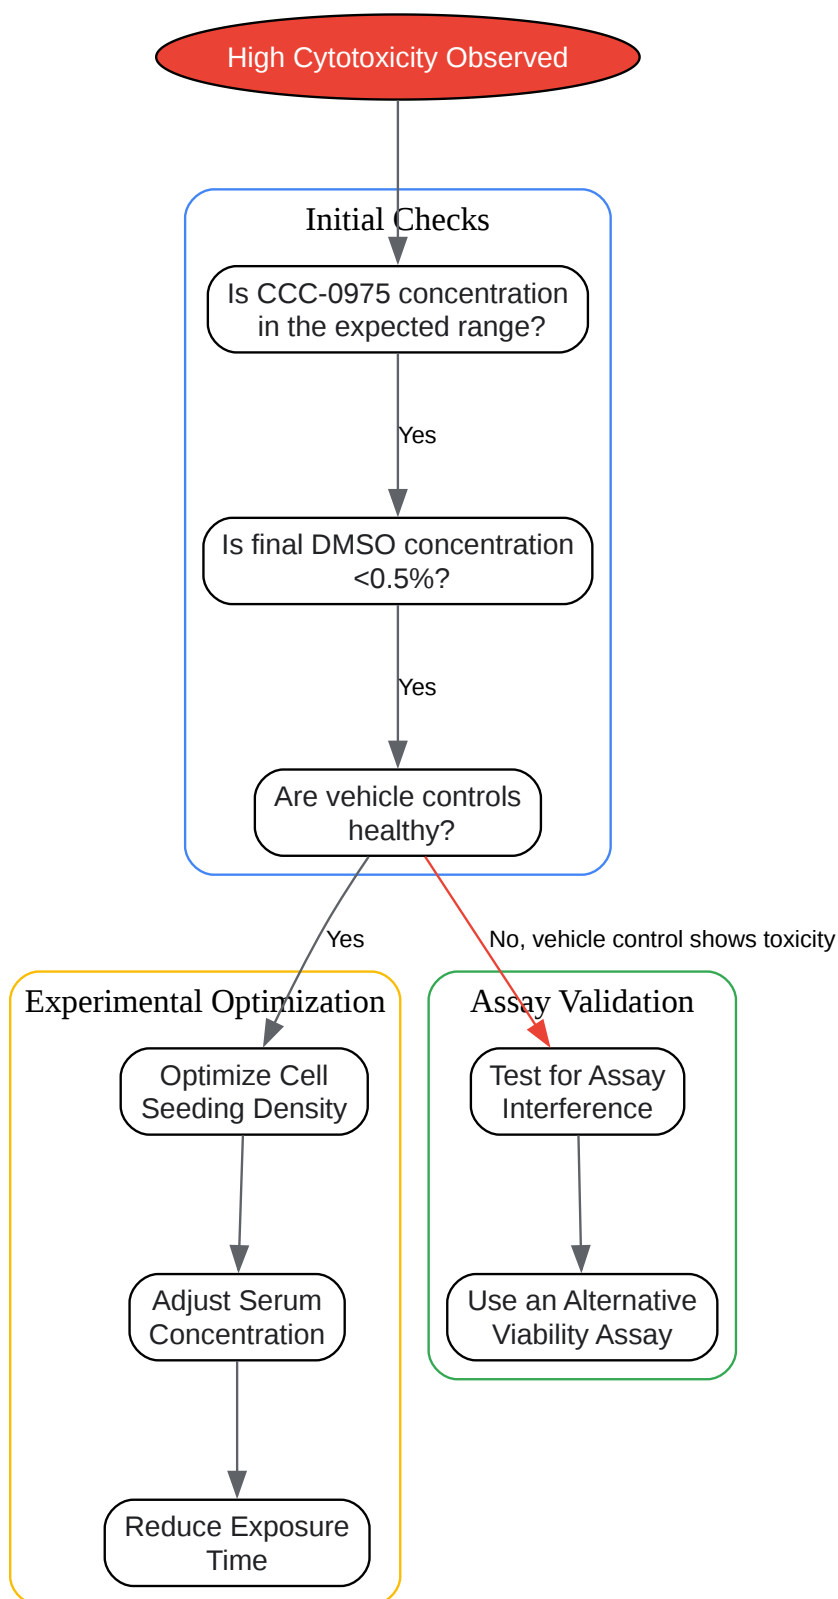 High Cytotoxicity Observed
Initial Checks
Is CCC-0975 concentration
in the expected range?
Yes
Is final DMSO concentration
<0.5%?
Yes
Are vehicle controls
healthy?
Yes
No, vehicle control shows toxicity
Experimental Optimization
Assay Validation
Optimize Cell
Seeding Density
Test for Assay
Interference
Adjust Serum
Concentration
Use an Alternative
Viability Assay
Reduce Exposure
Time